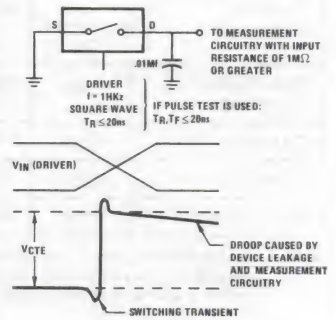 S
D
TO MEASUREMENT
CIRCUITRY WITH INPUT
RESISTANCE OF 1MΩ
OR GREATER
.01Mf
DRIVER
f = 1HKz
SQUARE WAVE
TR ≤ 20ns
IF PULSE TEST IS USED:
TR, TF ≤ 20ns
VIN (DRIVER)
VCTE
DROOP CAUSED BY
DEVICE LEAKAGE
AND MEASUREMENT
CIRCUITRY
SWITCHING TRANSIENT